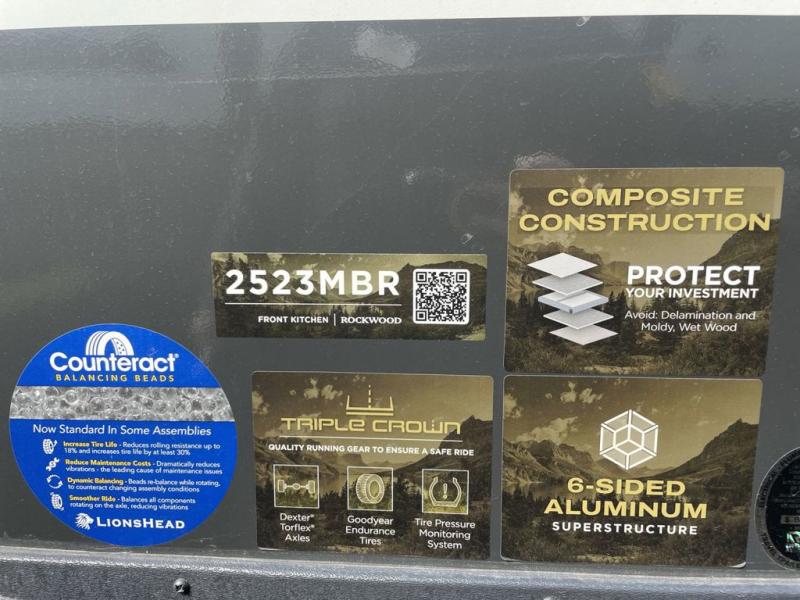 COMPOSITE
CONSTRUCTION
PROTECT
YOUR INVESTMENT
Avoid: Delamination and
Moldy, Wet Wood
2523MBR
FRONT KITCHEN | ROCKWOOD
Counteract®
BALANCING BEADS
Now Standard In Some Assemblies
Increase Tire Life - Reduces rolling resistance up to
18% and increases tire life by at least 30%
Reduce Maintenance Costs - Dramatically reduces
vibrations - the leading cause of maintenance issues
Dynamic Balancing - Beads re-balance while rotating,
to counteract changing assembly conditions
Smoother Ride - Balances all components
rotating on the axle, reducing vibrations
LIONSHEAD
TRIPLE CROWN
QUALITY RUNNING GEAR TO ENSURE A SAFE RIDE
Dexter®
Torflex®
Axles
Goodyear
Endurance
Tires
Tire Pressure
Monitoring
System
6-SIDED
ALUMINUM
SUPERSTRUCTURE